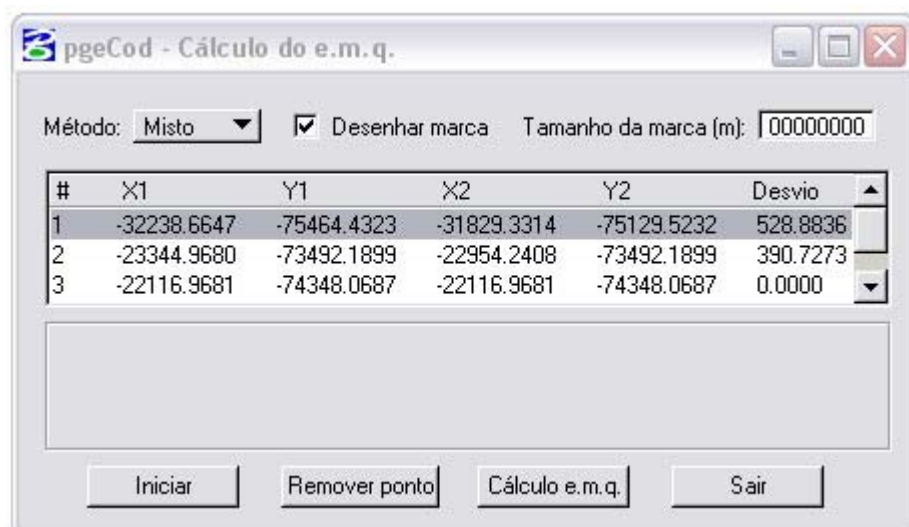 pgeCod - Cálculo do e.m.q.
Método: Misto Desenhar marca Tamanho da marca (m): 00000000
# X1 Y1 X2 Y2 Desvio
1 -32238.6647 -75464.4323 -31829.3314 -75129.5232 528.8836
2 -23344.9680 -73492.1899 -22954.2408 -73492.1899 390.7273
3 -22116.9681 -74348.0687 -22116.9681 -74348.0687 0.0000
Iniciar Remover ponto Cálculo e.m.q. Sair